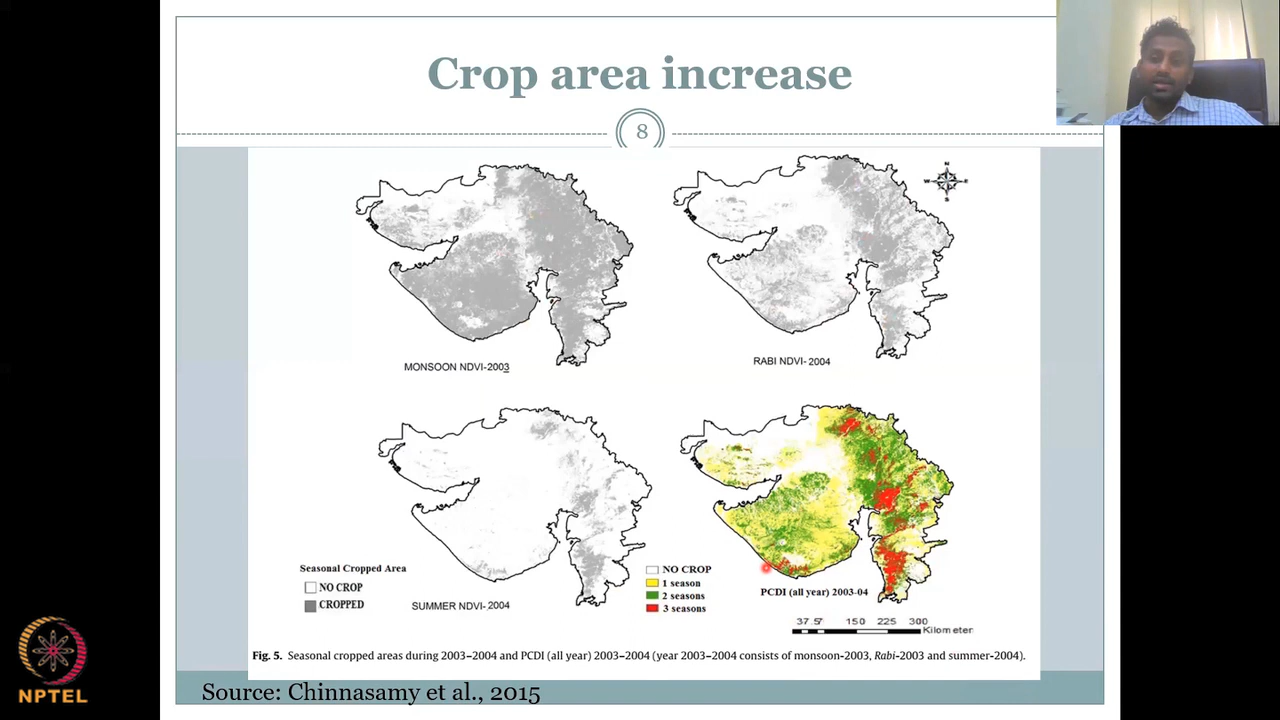 Crop area increase
8
N
W E
S
MONSOON NDVI-2003
RABI NDVI- 2004
Seasonal Cropped Area
NO CROP
CROPPED
SUMMER NDVI- 2004
NO CROP
1 season
2 seasons
3 seasons
PCDI (all year) 2003-04
37.5 150 225 300
Kilometer
Fig. 5. Seasonal cropped areas during 2003–2004 and PCDI (all year) 2003–2004 (year 2003–2004 consists of monsoon-2003, Rabi-2003 and summer-2004).
Source: Chinnasamy et al., 2015
NPTEL